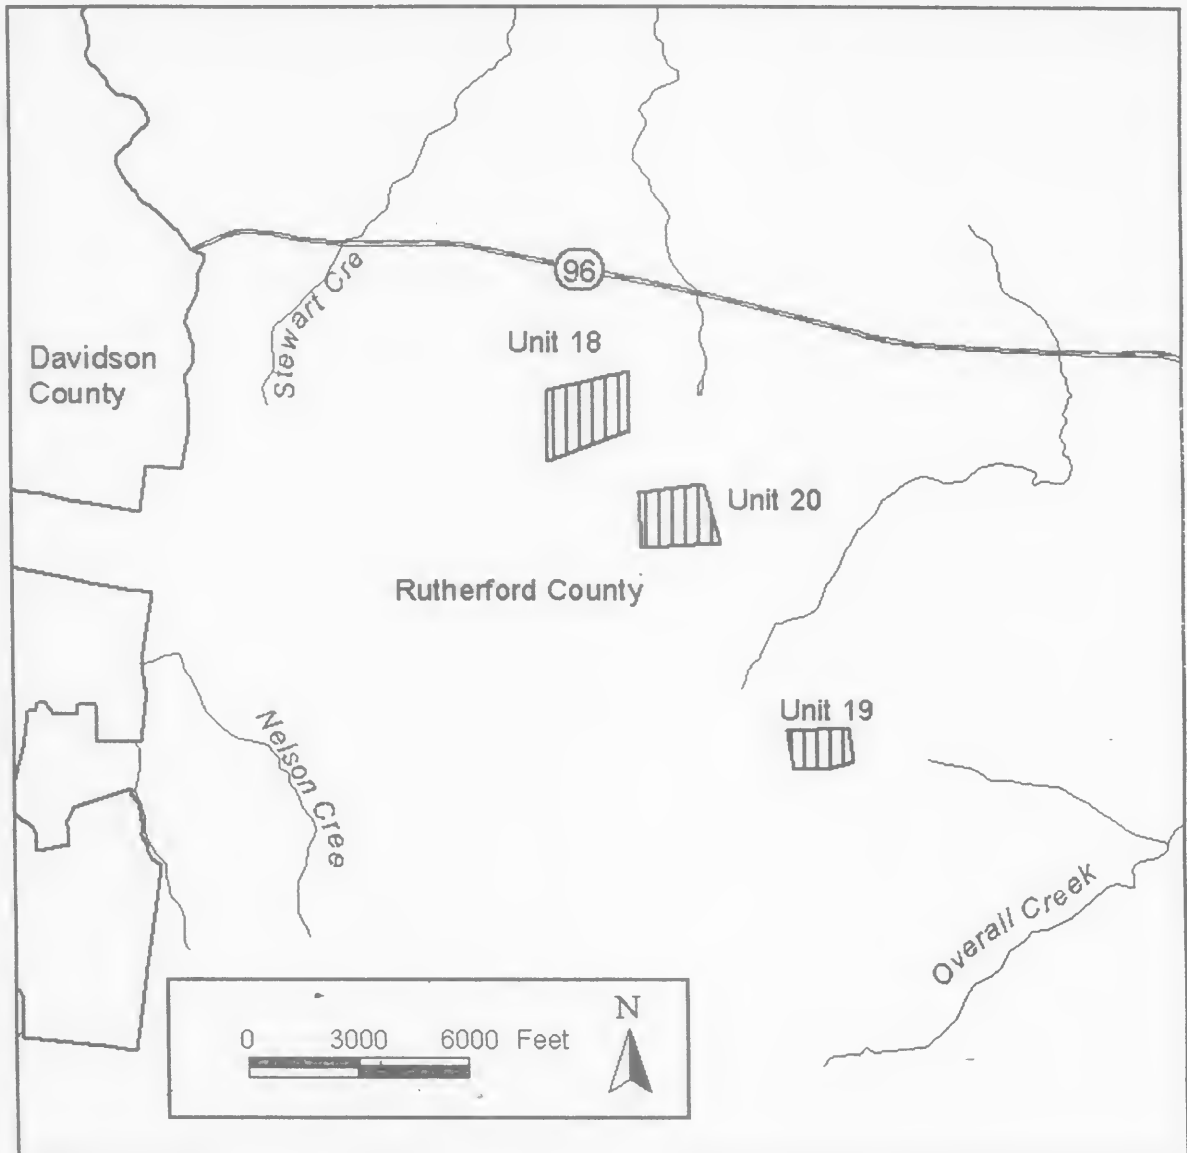 96
Stewart Cre
Unit 18
Davidson
County
Unit 20
Rutherford County
Unit 19
Nelson Cree
Overall Creek
N
0 3000 6000 Feet